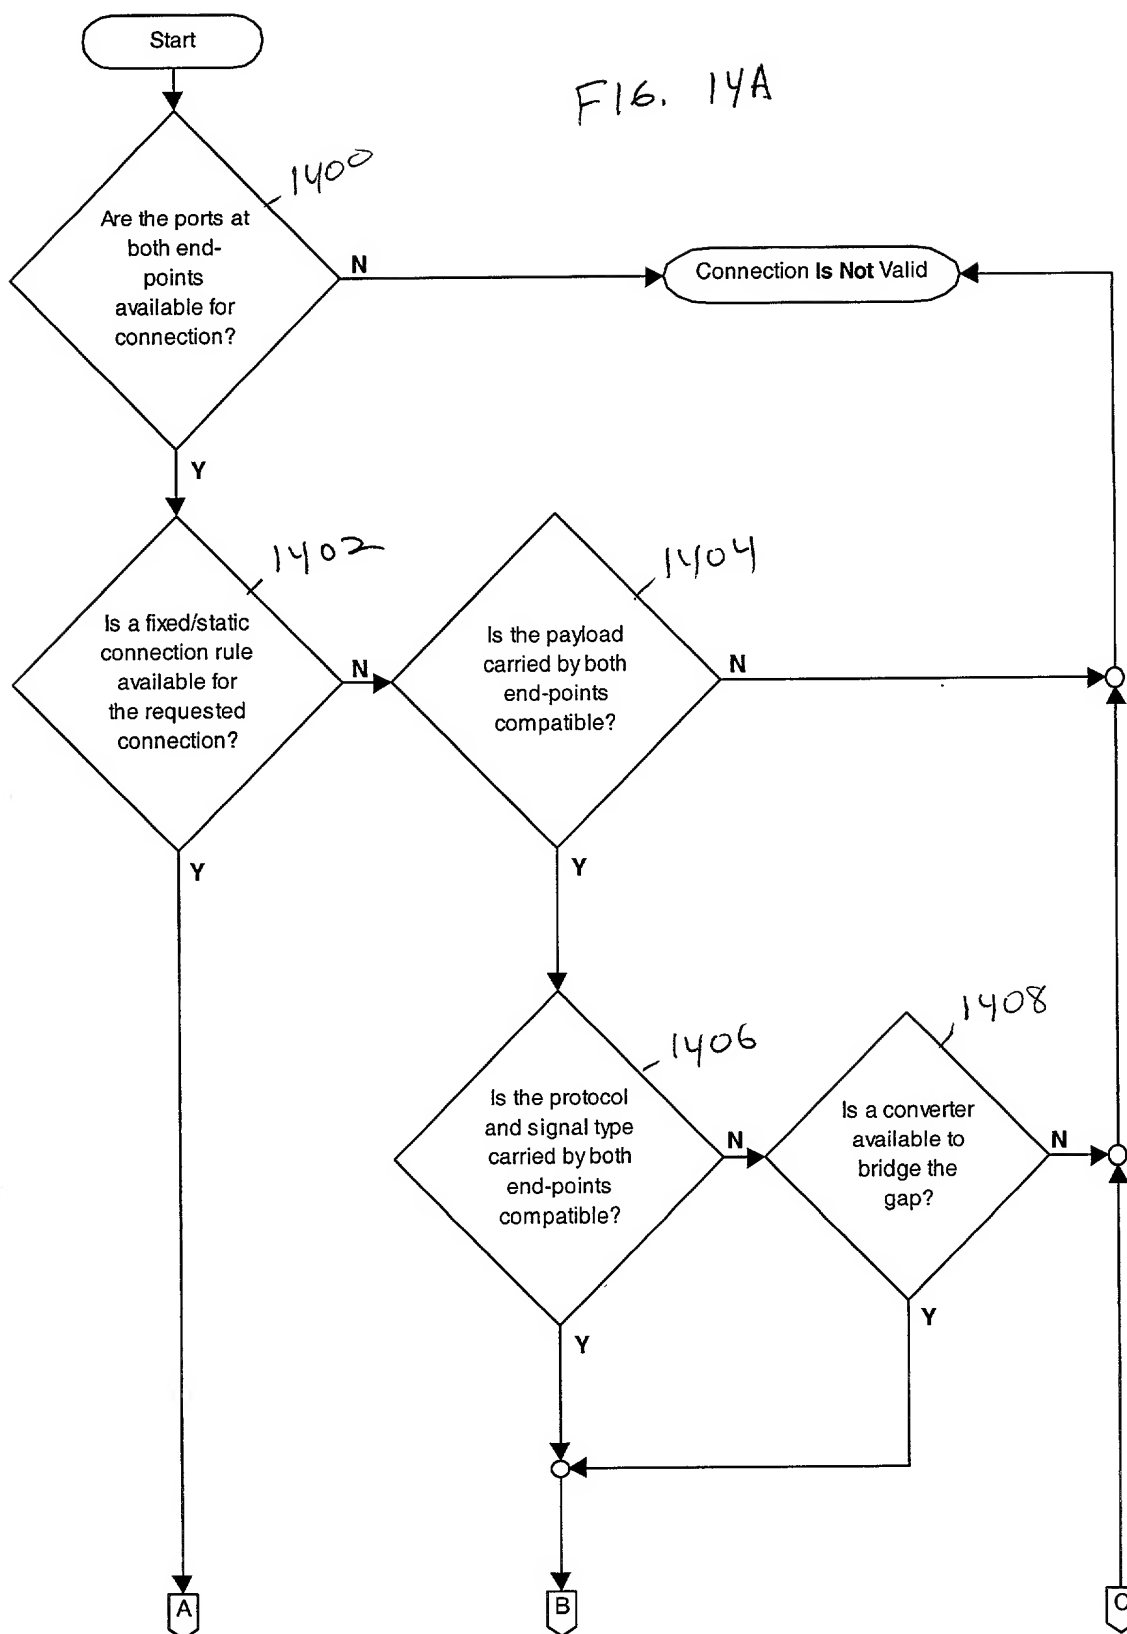 Start
FIG. 14A
1400
Are the ports at
both end-
points
available for
connection?
N
Connection Is Not Valid
Y
1402
Is a fixed/static
connection rule
available for
the requested
connection?
N
1404
Is the payload
carried by both
end-points
compatible?
N
Y
Y
1406
Is the protocol
and signal type
carried by both
end-points
compatible?
N
1408
Is a converter
available to
bridge the
gap?
N
Y
Y
A
B
C